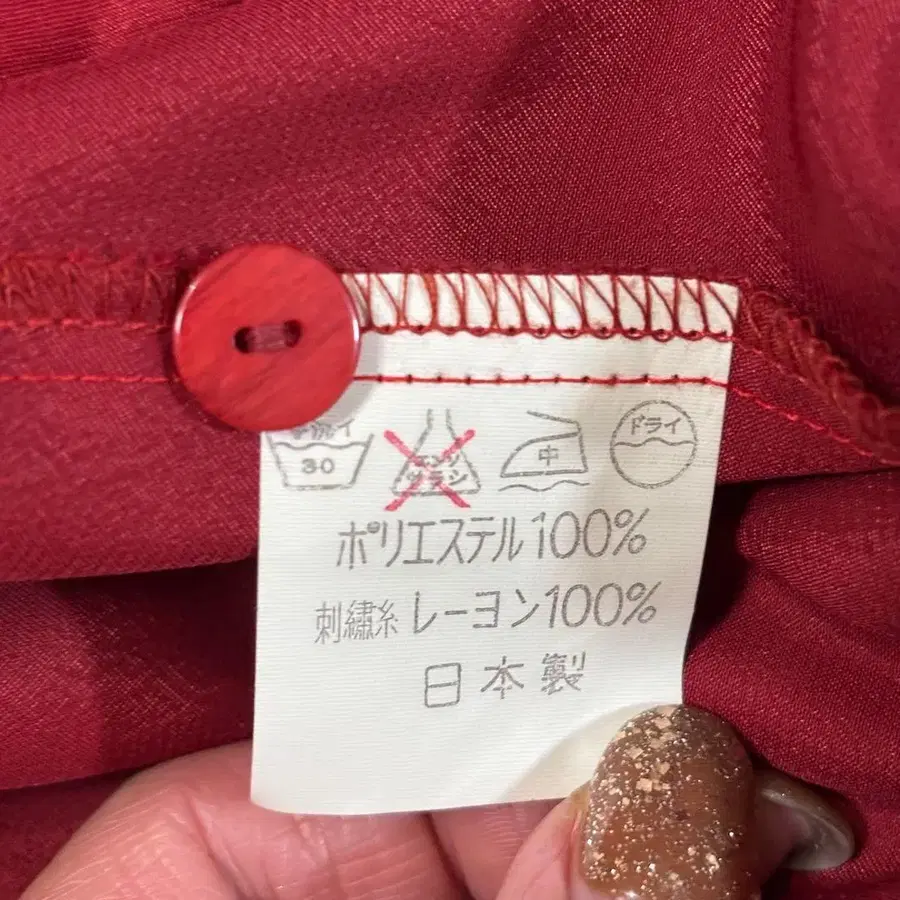 手洗イ 30 エンソ サラシ 中 ドライ
ポリエステル100%
刺繍糸 レーヨン100%
日本製